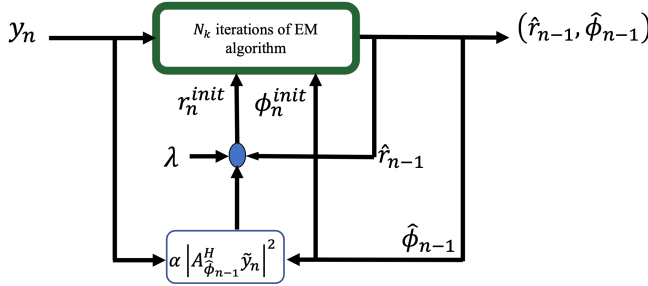 y_n
N_k iterations of EM
algorithm
(r̂_{n-1}, ϕ̂_{n-1})
r_n^{init}
ϕ_n^{init}
λ
r̂_{n-1}
ϕ̂_{n-1}
α |A^H_{ϕ̂_{n-1}} ỹ_n|^2